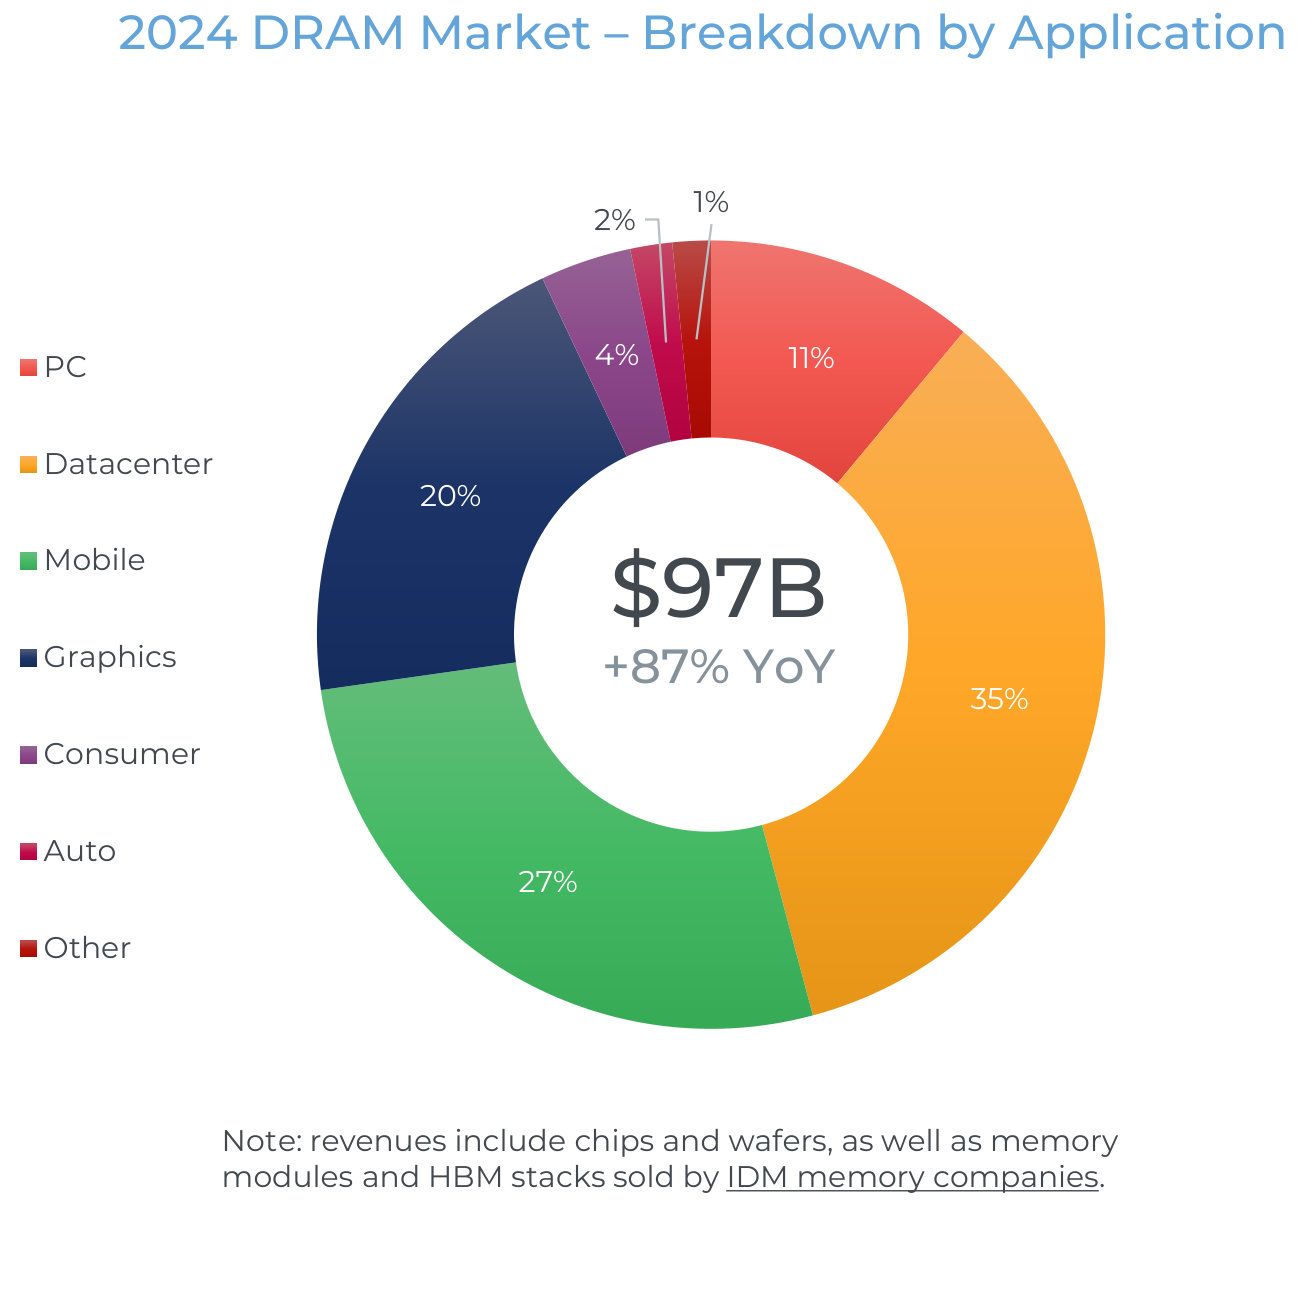 2024 DRAM Market – Breakdown by Application
2%
1%
11%
4%
PC
Datacenter
20%
Mobile
$97B
Graphics
+87% YoY
35%
Consumer
Auto
27%
Other
Note: revenues include chips and wafers, as well as memory
modules and HBM stacks sold by IDM memory companies.